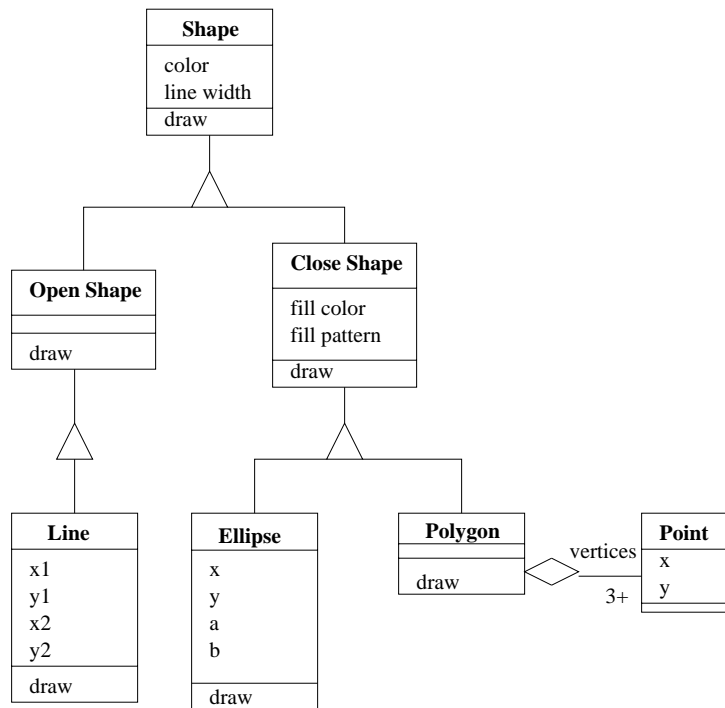 Shape
color
line width
draw
Open Shape
draw
Close Shape
fill color
fill pattern
draw
Line
x1
y1
x2
y2
draw
Ellipse
x
y
a
b
draw
Polygon
draw
vertices
3+
Point
x
y